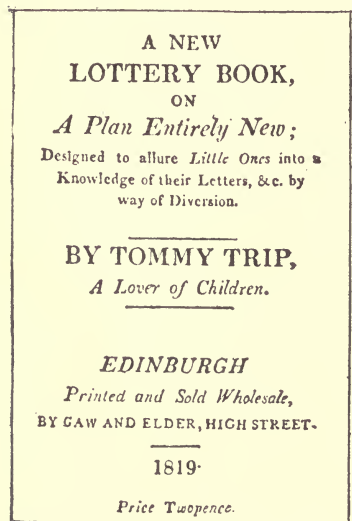 A NEW
LOTTERY BOOK,
ON
A Plan Entirely New;
Designed to allure Little Ones into a
Knowledge of their Letters, &c. by
way of Diversion.
BY TOMMY TRIP,
A Lover of Children.
EDINBURGH
Printed and Sold Wholesale,
BY CAW AND ELDER, HIGH STREET.
1819.
Price Twopence.